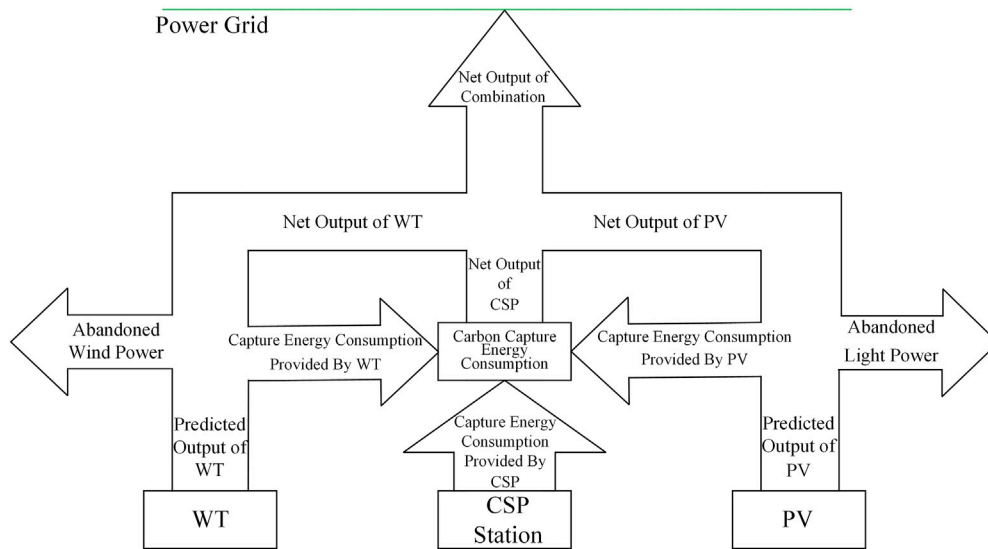 Power Grid
Net Output of
Combination
Net Output of WT
Net Output of PV
Net Output
of
CSP
Abandoned
Wind Power
Capture Energy Consumption
Provided By WT
Carbon Capture
Energy
Consumption
Capture Energy Consumption
Provided By PV
Abandoned
Light Power
Predicted
Output of
WT
Capture Energy
Consumption
Provided By
CSP
Predicted
Output of
PV
WT
CSP
Station
PV